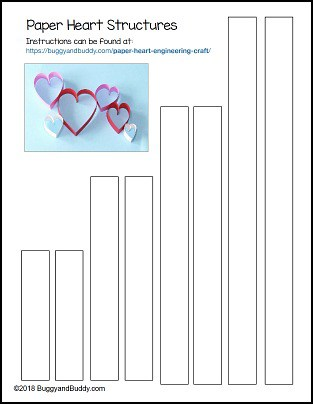 Paper Heart Structures
Instructions can be found at:
https://buggyandbuddy.com/paper-heart-engineering-craft/
©2018 BuggyandBuddy.com